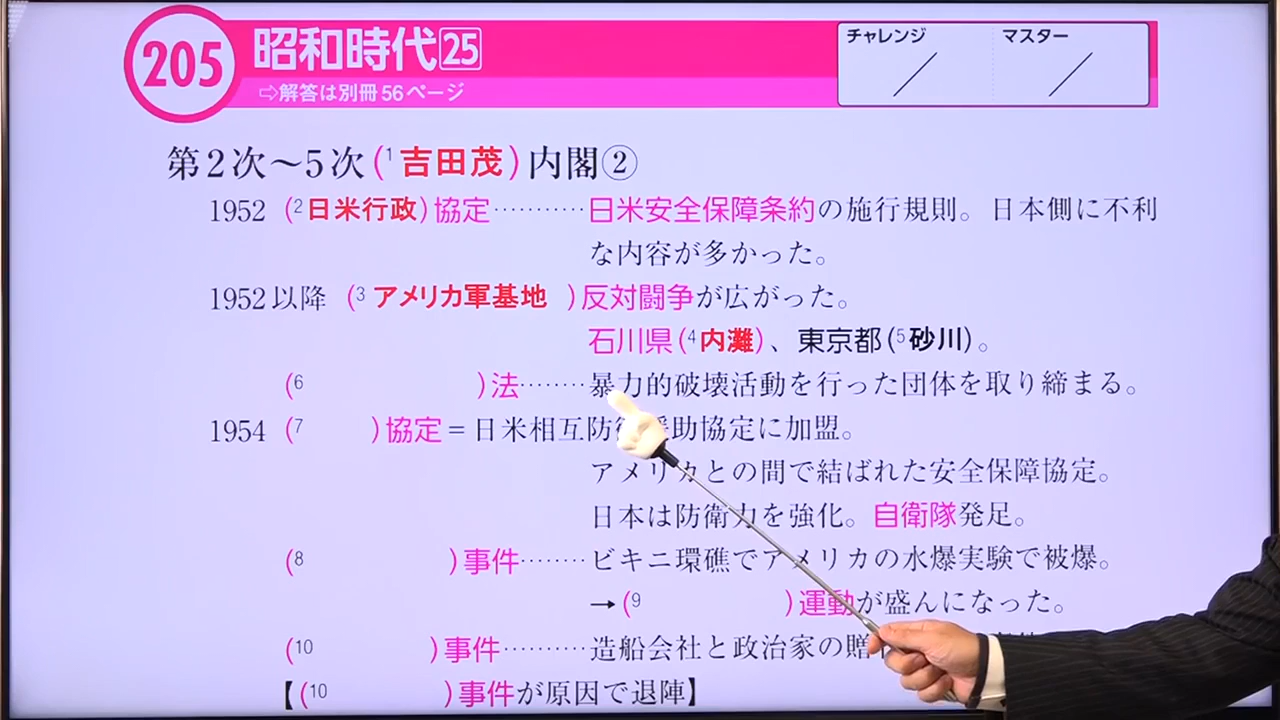 205
昭和時代25
⇨解答は別冊56ページ
チャレンジ
マスター
第2次〜5次(1吉田茂)内閣②
1952 (2日米行政)協定………日米安全保障条約の施行規則。日本側に不利
な内容が多かった。
1952以降 (3アメリカ軍基地 )反対闘争が広がった。
石川県(4内灘)、東京都(5砂川)。
(6 )法……暴力的破壊活動を行った団体を取り締まる。
1954 (7 )協定=日米相互防 援助協定に加盟。
アメリカとの間で結ばれた安全保障協定。
日本は防衛力を強化。自衛隊発足。
(8 )事件……ビキニ環礁でアメリカの水爆実験で被爆。
→(9 )運動が盛んになった。
(10 )事件………造船会社と政治家の贈
【(10 )事件が原因で退陣】